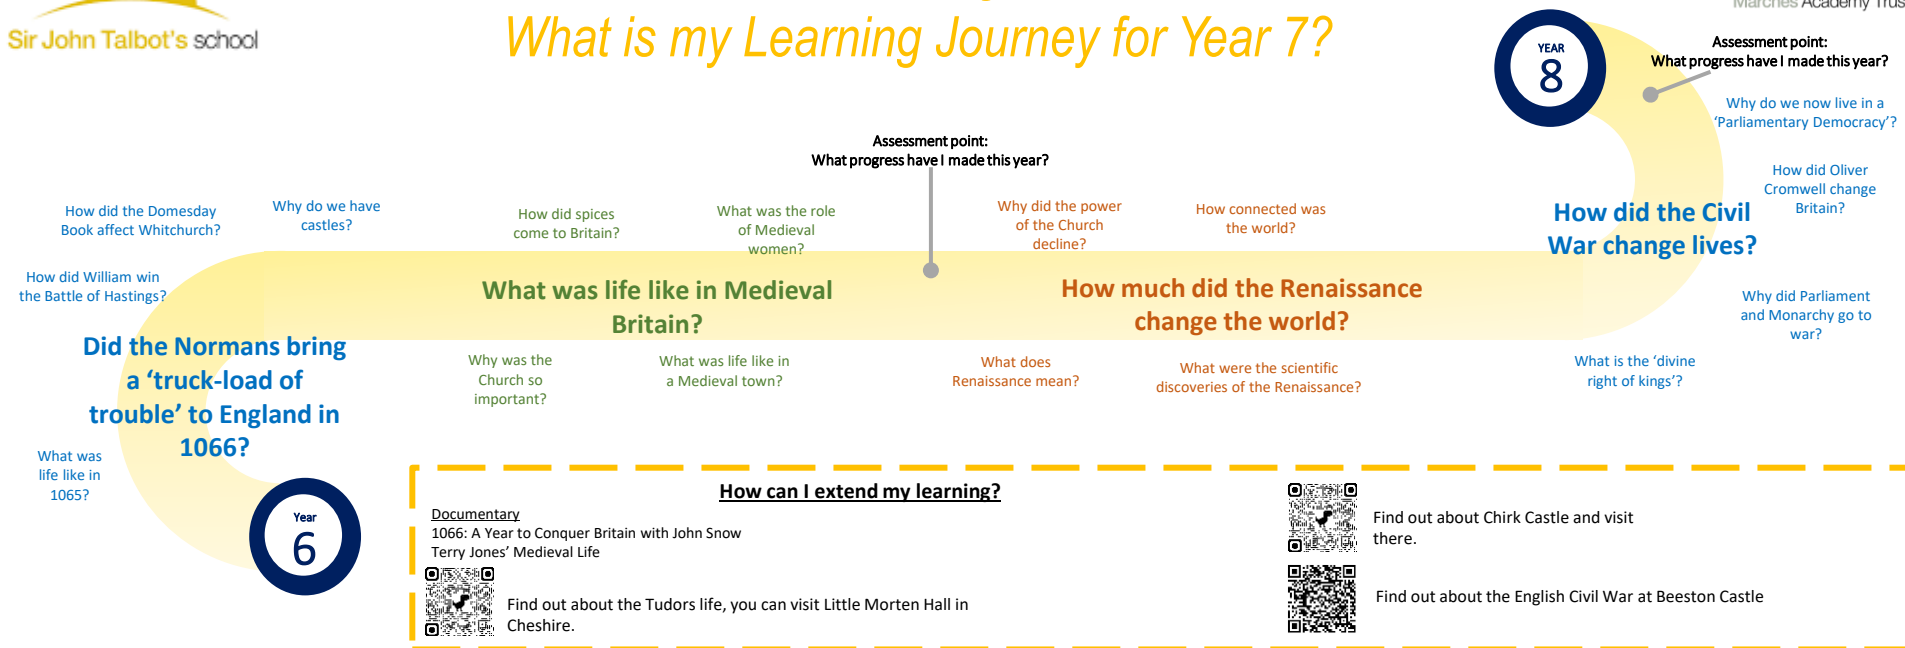 Sir John Talbot's school
What is my Learning Journey for Year 7?
Marches Academy Trus
YEAR
8
Assessment point:
What progress have I made this year?
Why do we now live in a
'Parliamentary Democracy'?
How did Oliver
Cromwell change
Britain?
How did the Civil
War change lives?
Why did Parliament
and Monarchy go to
war?
What is the 'divine
right of kings'?
Assessment point:
What progress have I made this year?
Why did the power
of the Church
decline?
How connected was
the world?
How much did the Renaissance
change the world?
What does
Renaissance mean?
What were the scientific
discoveries of the Renaissance?
How did spices
come to Britain?
What was the role
of Medieval
women?
What was life like in Medieval
Britain?
Why was the
Church so
important?
What was life like in
a Medieval town?
How did the Domesday
Book affect Whitchurch?
Why do we have
castles?
How did William win
the Battle of Hastings?
Did the Normans bring
a 'truck-load of
trouble' to England in
1066?
What was
life like in
1065?
Year
6
How can I extend my learning?
Documentary
1066: A Year to Conquer Britain with John Snow
Terry Jones' Medieval Life
Find out about the Tudors life, you can visit Little Morten Hall in
Cheshire.
Find out about Chirk Castle and visit
there.
Find out about the English Civil War at Beeston Castle